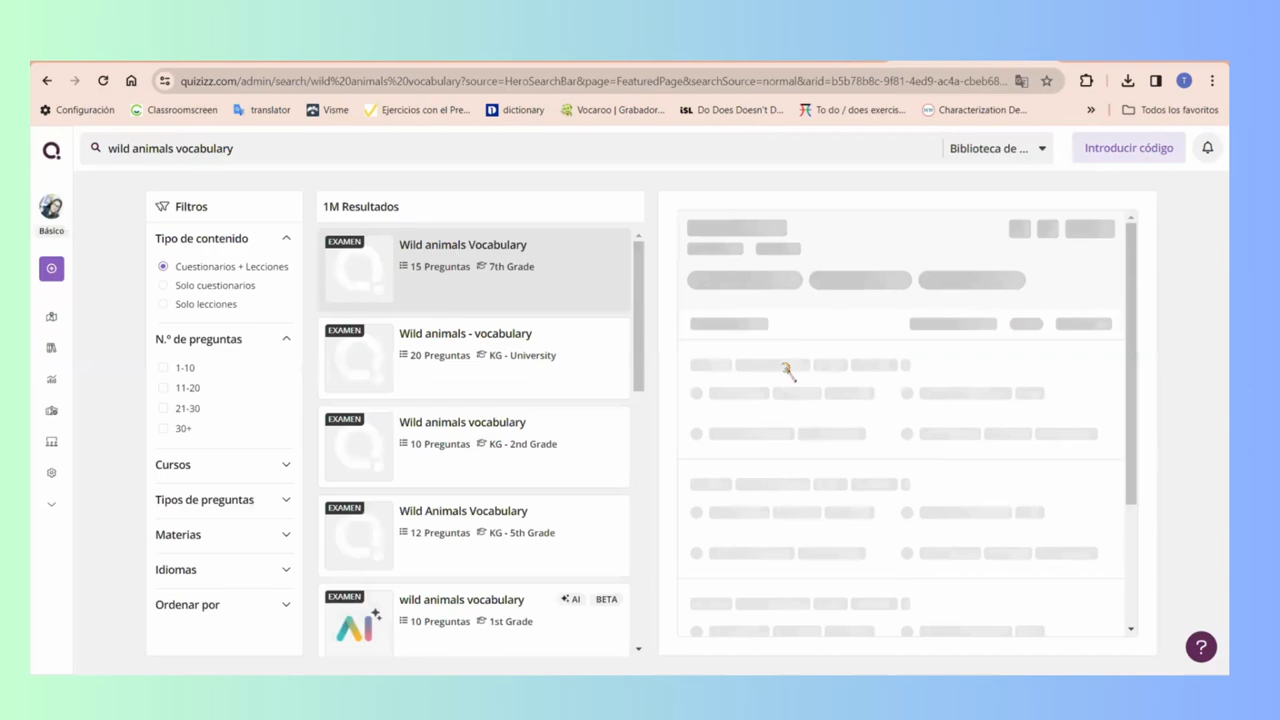 quizizz.com/admin/search/wild%20animals%20vocabulary?source=HeroSearchBar&page=FeaturedPage&searchSource=normal&arid=b5b78b8c-9f81-4ed9-ac4a-cbeb68...
T
Configuración
Classroomscreen
translator
Visme
Ejercicios con el Pre...
D dictionary
Vocaroo | Grabador...
iSL Do Does Doesn't D...
To do / does exercis...
Characterization De...
»
Todos los favoritos
wild animals vocabulary
Biblioteca de ...
Introducir código
Básico
Filtros
Tipo de contenido
Cuestionarios + Lecciones
Solo cuestionarios
Solo lecciones
N.º de preguntas
1-10
11-20
21-30
30+
Cursos
Tipos de preguntas
Materias
Idiomas
Ordenar por
1M Resultados
EXAMEN
Wild animals Vocabulary
15 Preguntas 7th Grade
EXAMEN
Wild animals - vocabulary
20 Preguntas KG - University
EXAMEN
Wild animals vocabulary
10 Preguntas KG - 2nd Grade
EXAMEN
Wild Animals Vocabulary
12 Preguntas KG - 5th Grade
EXAMEN
AI
wild animals vocabulary AI BETA
10 Preguntas 1st Grade
?